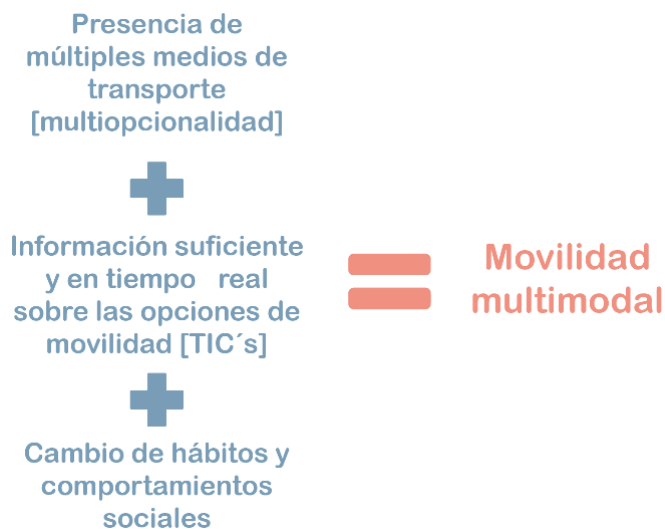 Presencia de
múltiples medios de
transporte
[multiopcionalidad]
Información suficiente
y en tiempo real
sobre las opciones de
movilidad [TIC´s]
Cambio de hábitos y
comportamientos
sociales
Movilidad
multimodal